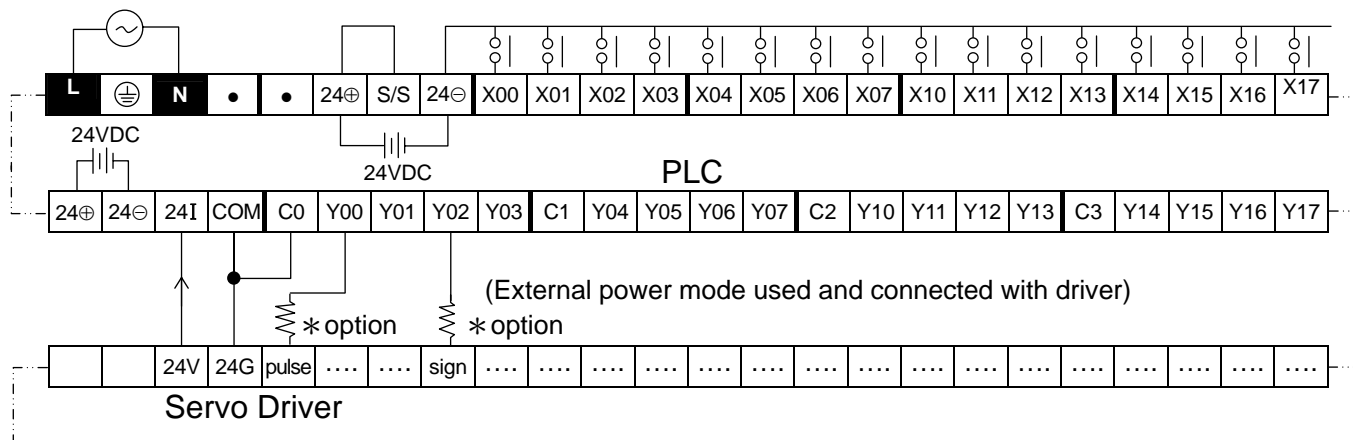 L N • • 24⊕ S/S 24⊖ X00 X01 X02 X03 X04 X05 X06 X07 X10 X11 X12 X13 X14 X15 X16 X17
24VDC
24VDC
PLC
24⊕ 24⊖ 24I COM C0 Y00 Y01 Y02 Y03 C1 Y04 Y05 Y06 Y07 C2 Y10 Y11 Y12 Y13 C3 Y14 Y15 Y16 Y17
(External power mode used and connected with driver)
*option *option
24V 24G pulse .... .... sign .... .... .... .... .... .... .... .... .... .... .... .... .... .... .... ....
Servo Driver